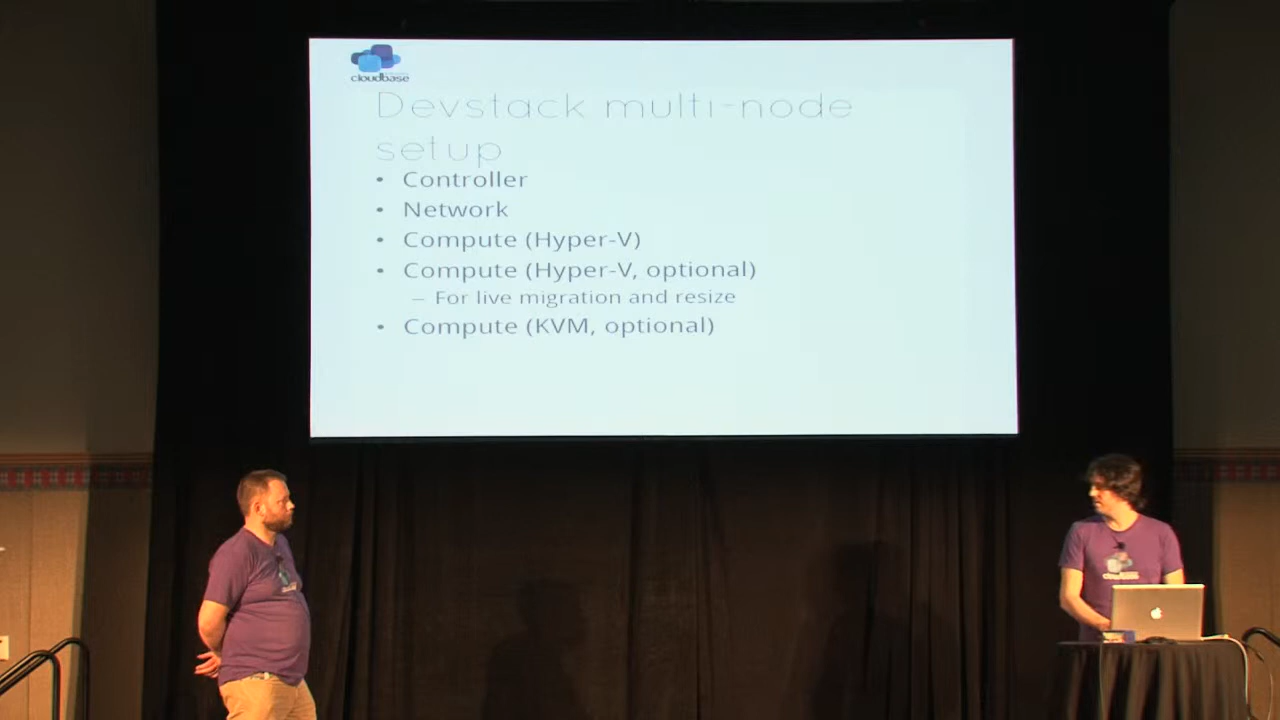 cloudbase
Devstack multi-node
setup
• Controller
• Network
• Compute (Hyper-V)
• Compute (Hyper-V, optional)
– For live migration and resize
• Compute (KVM, optional)